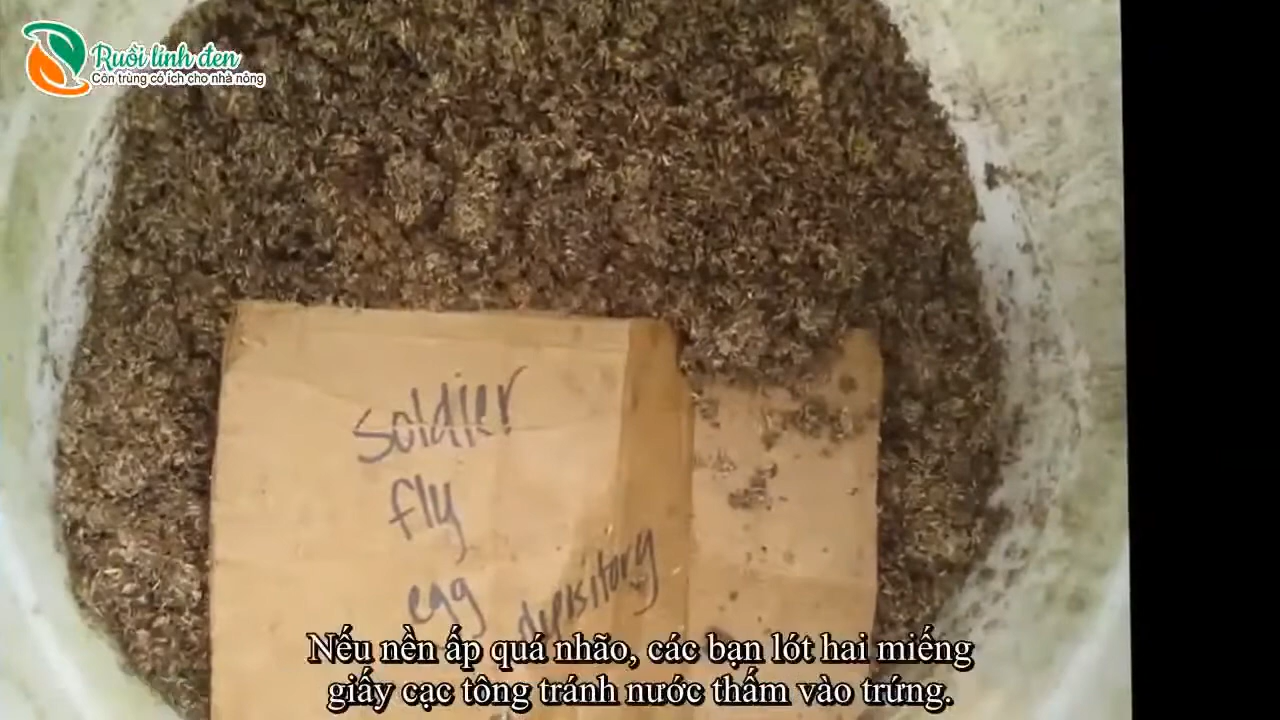 Ruồi lính đen
Côn trùng có ích cho nhà nông
soldier
fly
egg depository
Nếu nền ấp quá nhão, các bạn lót hai miếng
giấy cạc tông tránh nước thấm vào trứng.